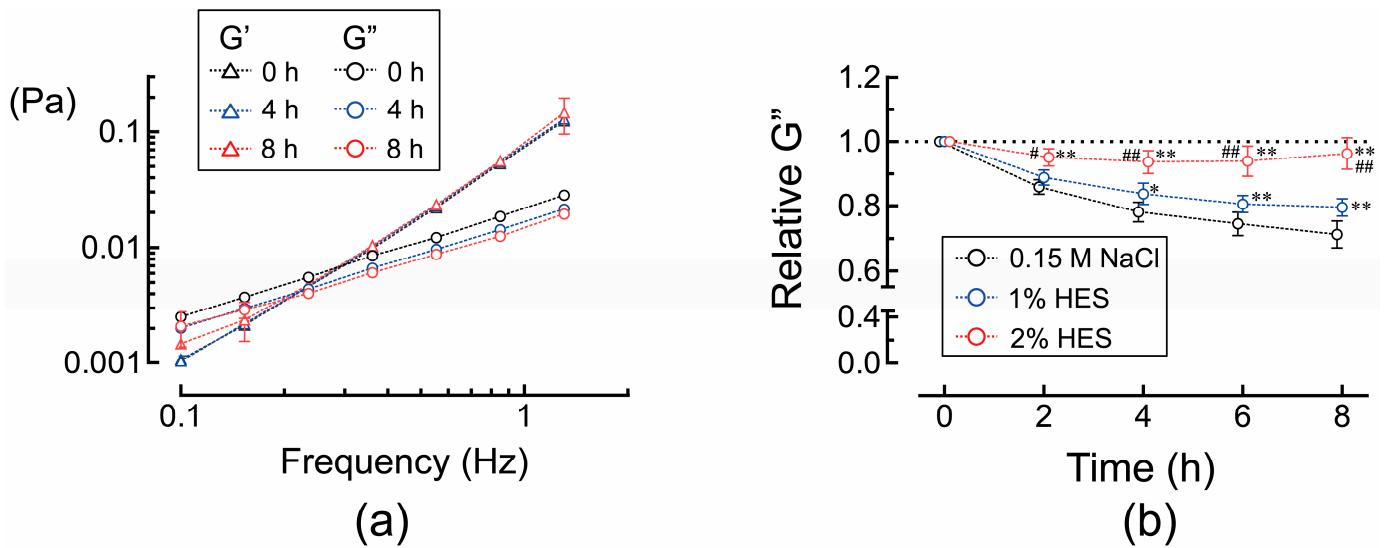 G’ G”
0 h 0 h
4 h 4 h
8 h 8 h
(Pa)
0.1
0.01
0.001
0.1 1
Frequency (Hz)
(a)
1.2
1.0
0.8
0.6
0.4
0.0
Relative G”
# ** ## ** ## ** **
##
* ** **
0.15 M NaCl
1% HES
2% HES
0 2 4 6 8
Time (h)
(b)